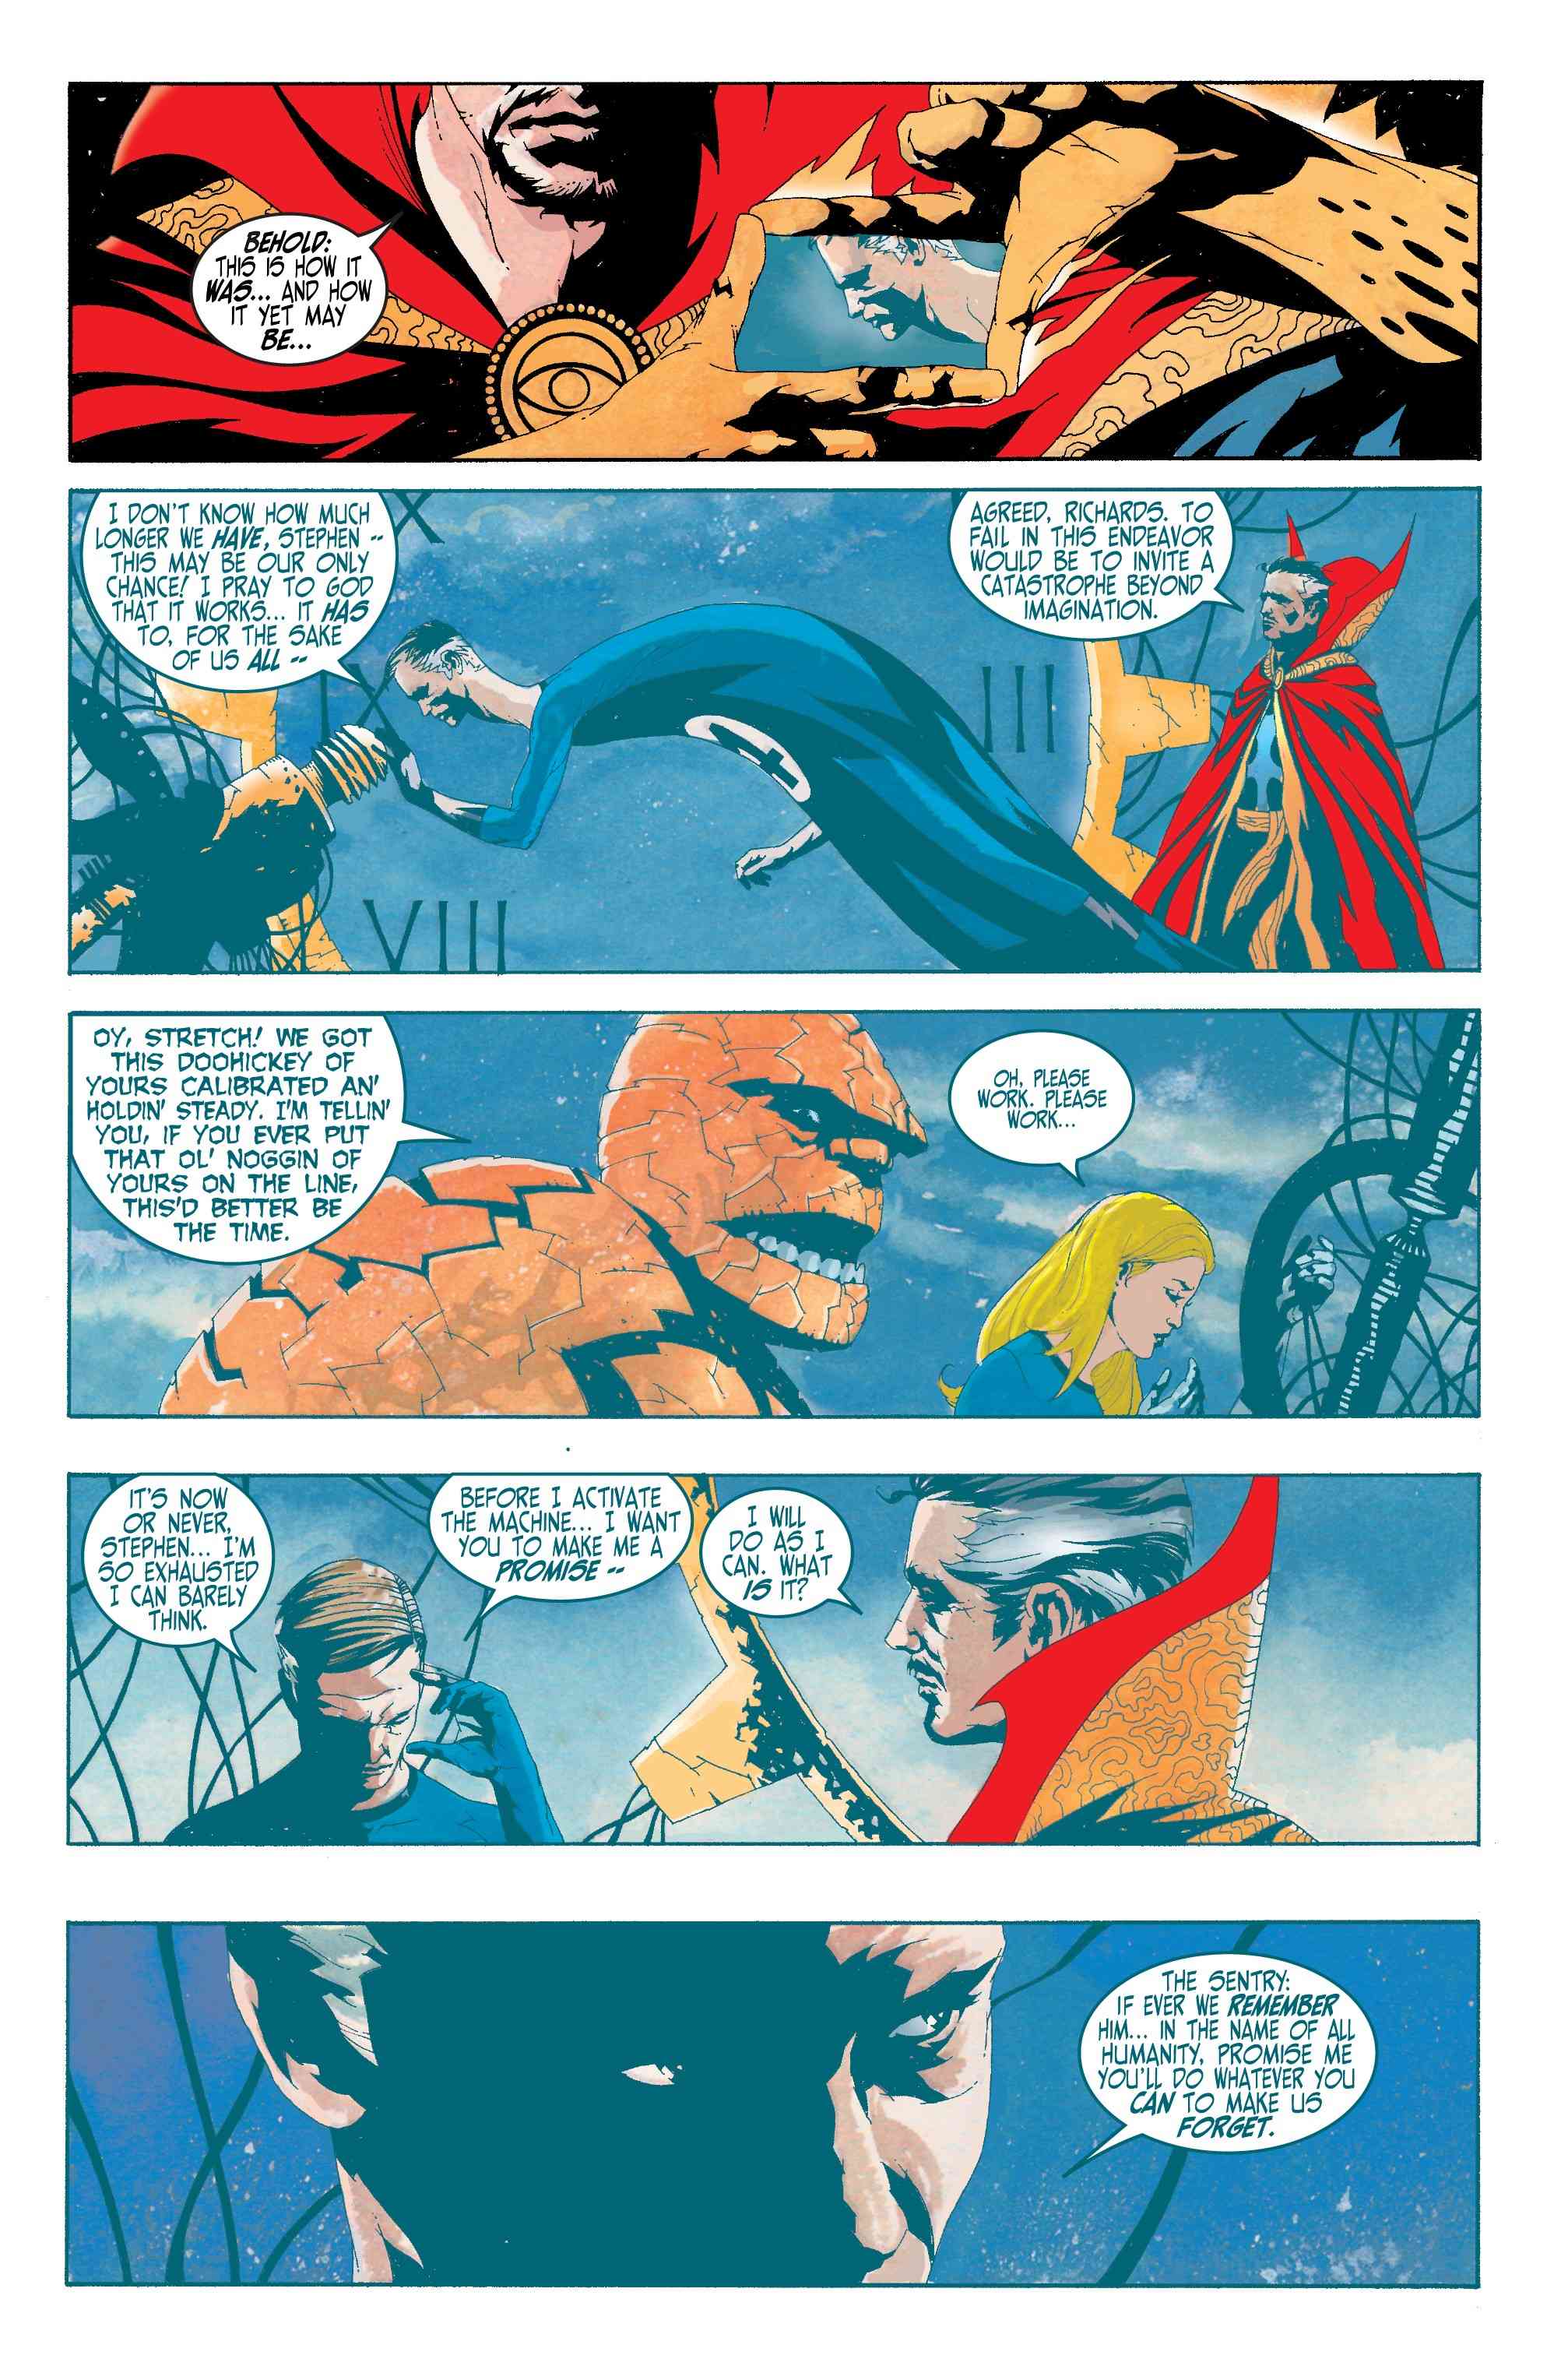 BEHOLD:
THIS IS HOW IT
WAS... AND HOW
IT YET MAY
BE...
I DON'T KNOW HOW MUCH
LONGER WE HAVE, STEPHEN --
THIS MAY BE OUR ONLY
CHANCE! I PRAY TO GOD
THAT IT WORKS... IT HAS
TO, FOR THE SAKE
OF US ALL --
AGREED, RICHARDS. TO
FAIL IN THIS ENDEAVOR
WOULD BE TO INVITE A
CATASTROPHE BEYOND
IMAGINATION.
X
IX
III
VIII
OY, STRETCH! WE GOT
THIS DOOHICKEY OF
YOURS CALIBRATED AN'
HOLDIN' STEADY. I'M TELLIN'
YOU, IF YOU EVER PUT
THAT OL' NOGGIN OF
YOURS ON THE LINE,
THIS'D BETTER BE
THE TIME.
OH, PLEASE
WORK. PLEASE
WORK...
IT'S NOW
OR NEVER,
STEPHEN... I'M
SO EXHAUSTED
I CAN BARELY
THINK.
BEFORE I ACTIVATE
THE MACHINE... I WANT
YOU TO MAKE ME A
PROMISE --
I WILL
DO AS I
CAN. WHAT
IS IT?
THE SENTRY:
IF EVER WE REMEMBER
HIM... IN THE NAME OF ALL
HUMANITY, PROMISE ME
YOU'LL DO WHATEVER YOU
CAN TO MAKE US
FORGET.